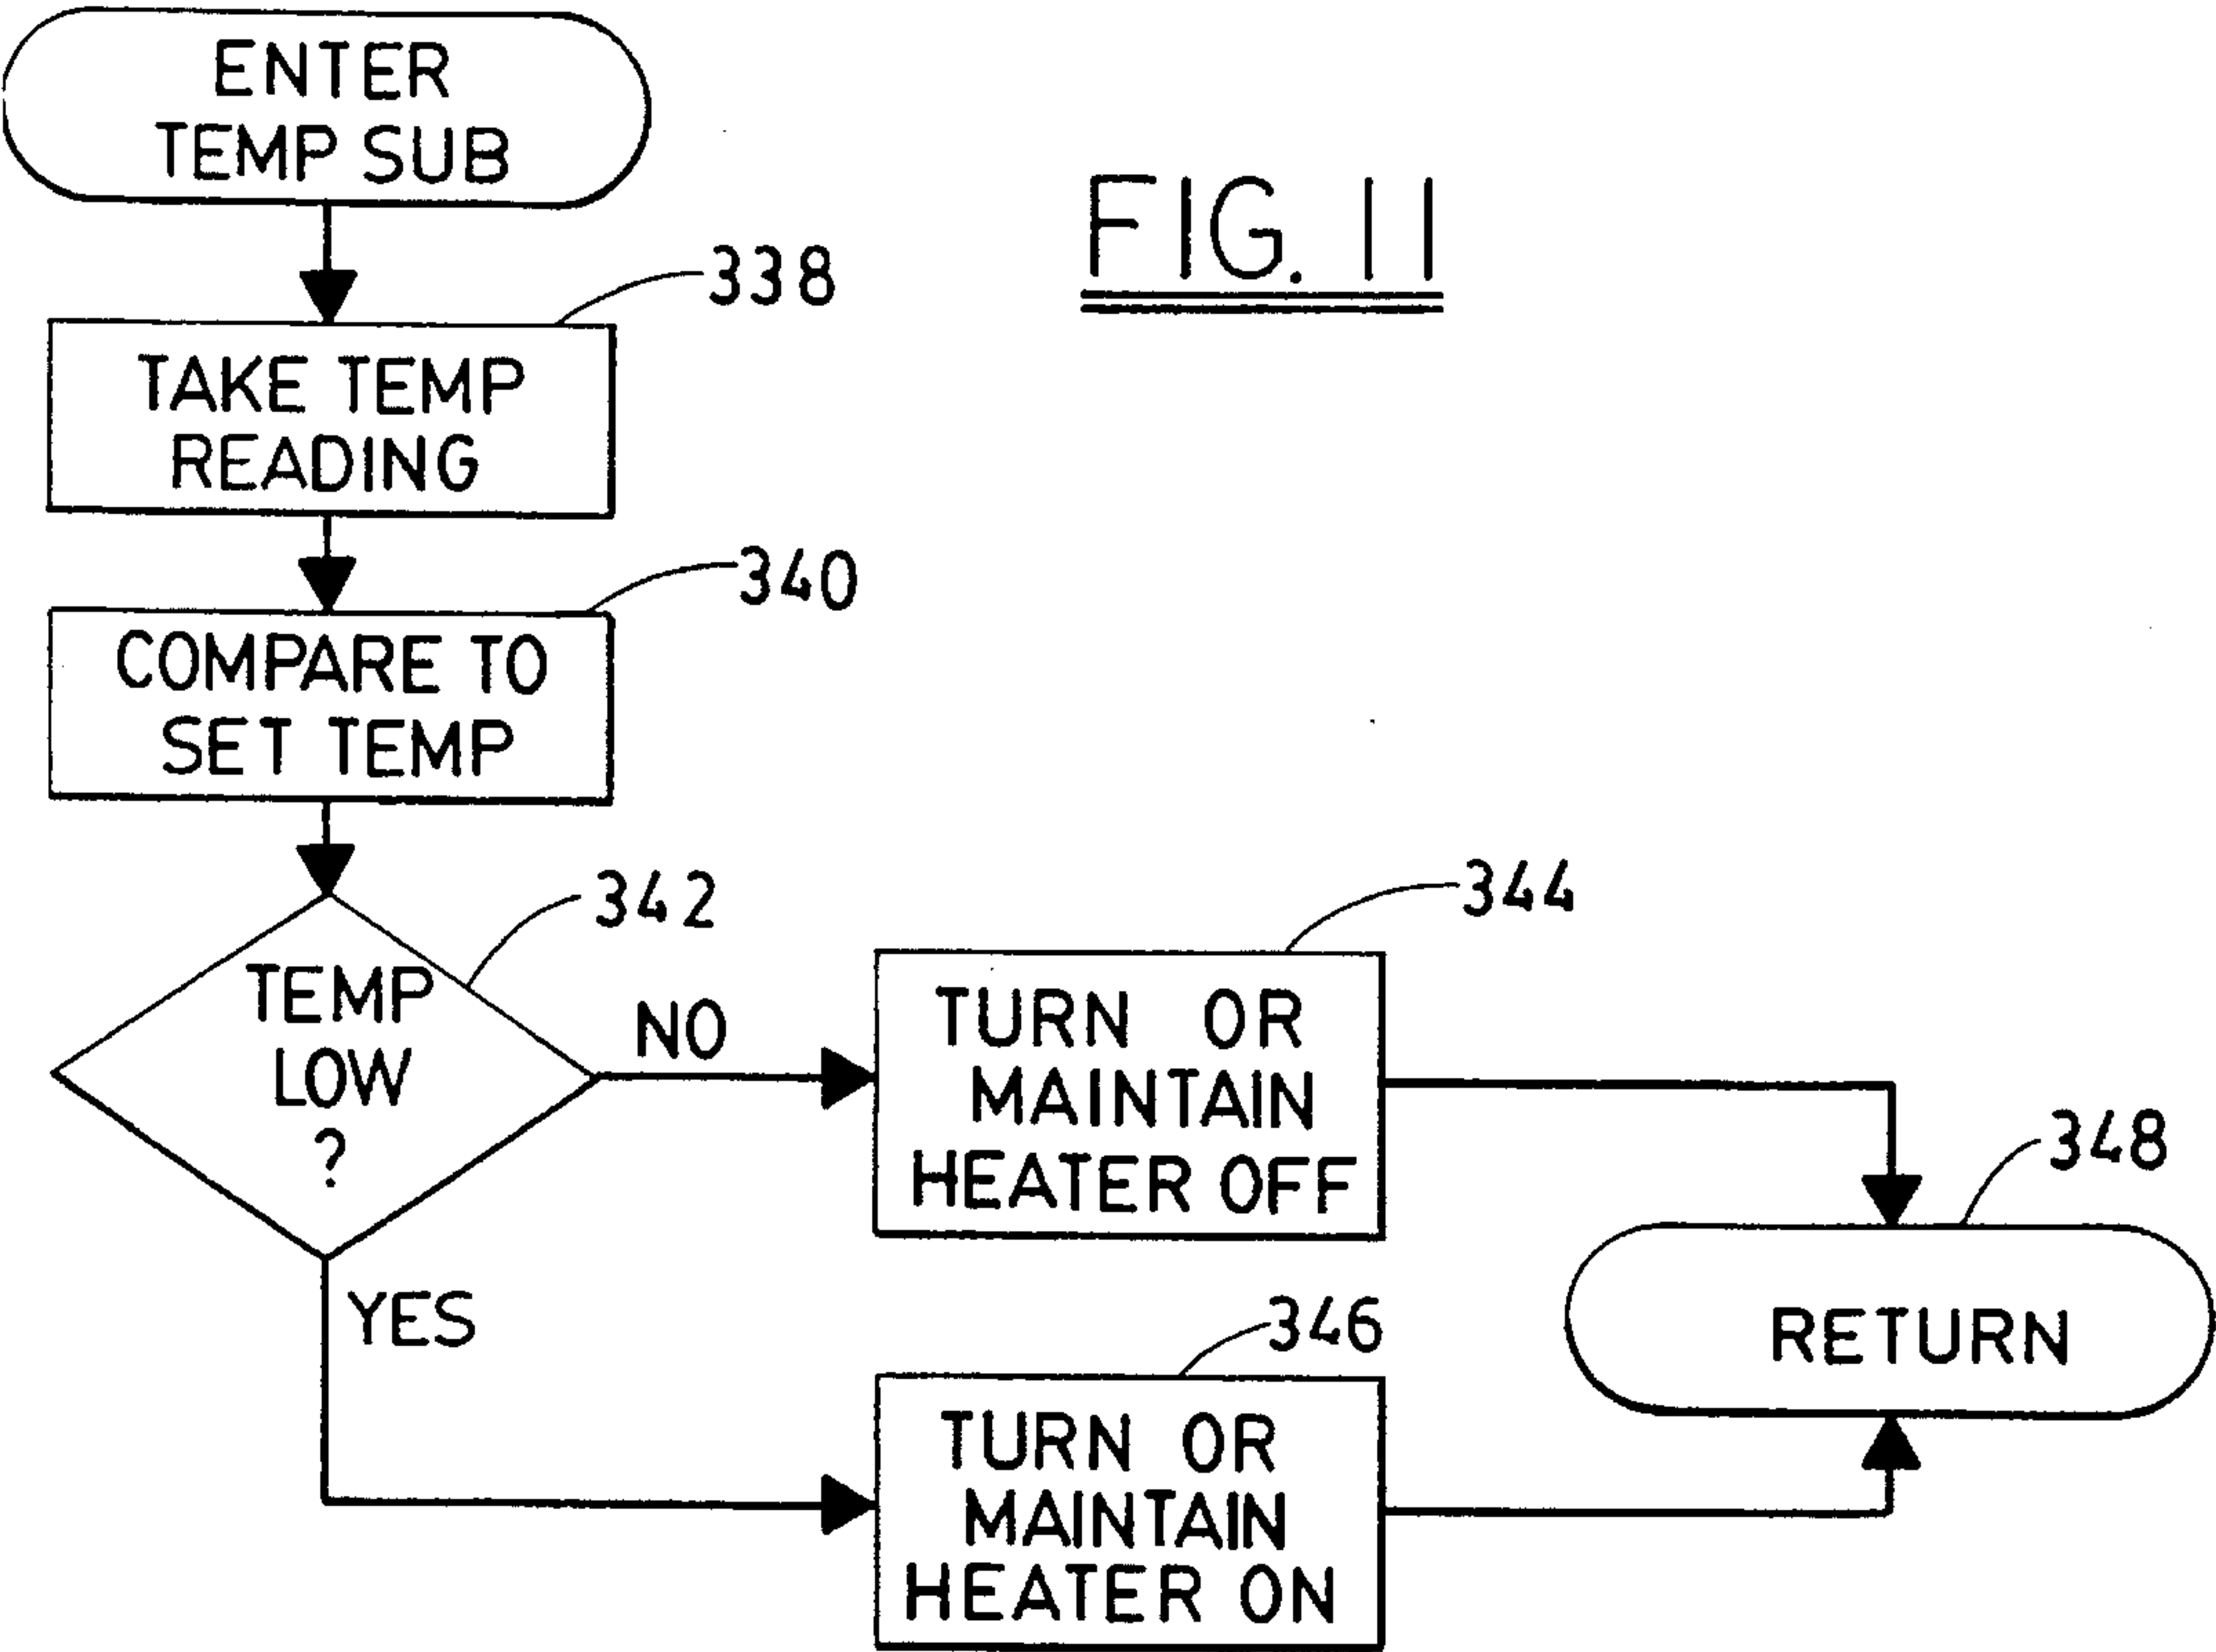 ENTER
TEMP SUB
FIG. 11
338
TAKE TEMP
READING
340
COMPARE TO
SET TEMP
342
TEMP
LOW
?
NO
YES
344
TURN OR
MAINTAIN
HEATER OFF
346
TURN OR
MAINTAIN
HEATER ON
348
RETURN